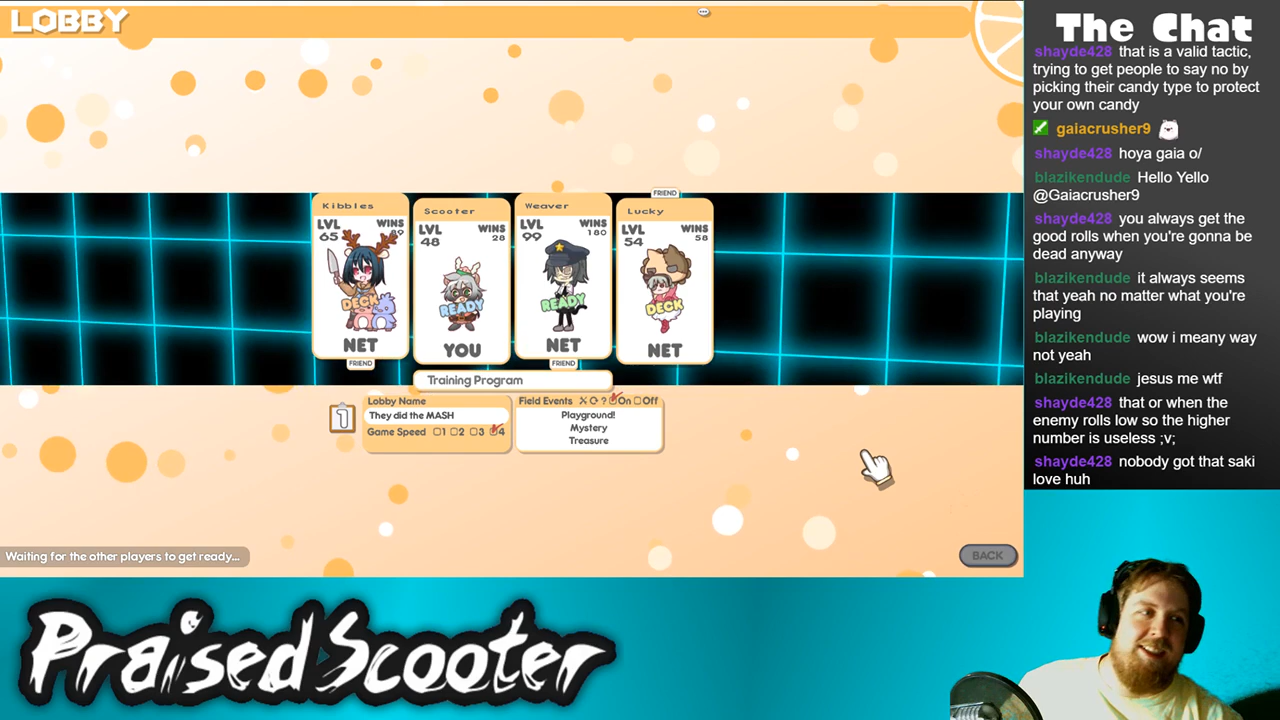 LOBBY
Kibbles
LVL 65
WINS
DECK
NET
FRIEND
Scooter
LVL 48
WINS 28
READY
YOU
Weaver
LVL 99
WINS 180
READY
NET
FRIEND
FRIEND
Lucky
LVL 54
WINS 58
DECK
NET
Training Program
1
Lobby Name
They did the MASH
Game Speed 1 2 3 4
Field Events ? On Off
Playground!
Mystery
Treasure
Waiting for the other players to get ready...
BACK
The Chat
shayde428 that is a valid tactic,
trying to get people to say no by
picking their candy type to protect
your own candy
gaiacrusher9
shayde428 hoya gaia o/
blazikendude Hello Yello
@Gaiacrusher9
shayde428 you always get the
good rolls when you're gonna be
dead anyway
blazikendude it always seems
that yeah no matter what you're
playing
blazikendude wow i meany way
not yeah
blazikendude jesus me wtf
shayde428 that or when the
enemy rolls low so the higher
number is useless ;v;
shayde428 nobody got that saki
love huh
PraisedScooter